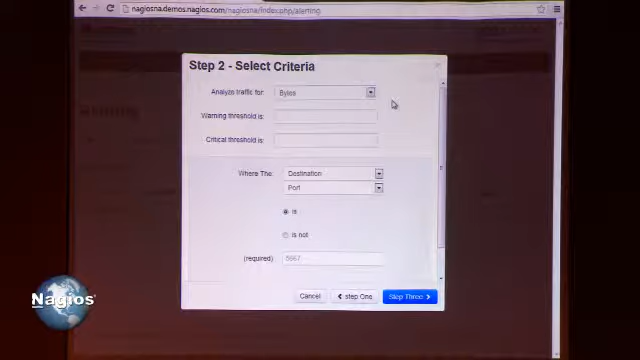 nagiosna.demos.nagios.com/nagiosna/index.php/alerting
Step 2 - Select Criteria
Analyze traffic for: Bytes
Warning threshold is:
Critical threshold is:
Where The: Destination
Port
is
is not
(required) 5667
Cancel step One Step Three
Nagios